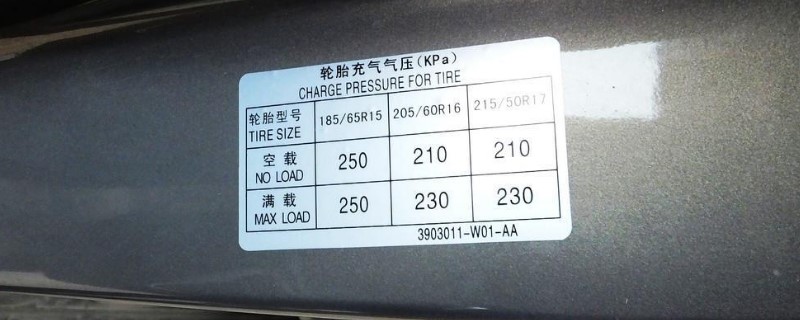 轮胎充气气压(KPa)
CHARGE PRESSURE FOR TIRE
轮胎型号 TIRE SIZE 185/65R15 205/60R16 215/50R17
空载 NO LOAD 250 210 210
满载 MAX LOAD 250 230 230
3903011-W01-AA